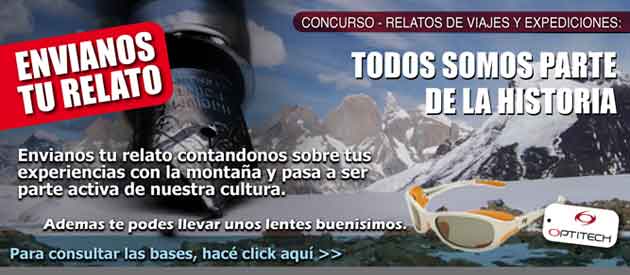 CONCURSO - RELATOS DE VIAJES Y EXPEDICIONES:
ENVIANOS
TU RELATO
TODOS SOMOS PARTE
DE LA HISTORIA
Envianos tu relato contandonos sobre tus
experiencias con la montaña y pasa a ser
parte activa de nuestra cultura.
Ademas te podes llevar unos lentes buenisimos.
OPTITECH
Para consultar las bases, hacé click aquí >>